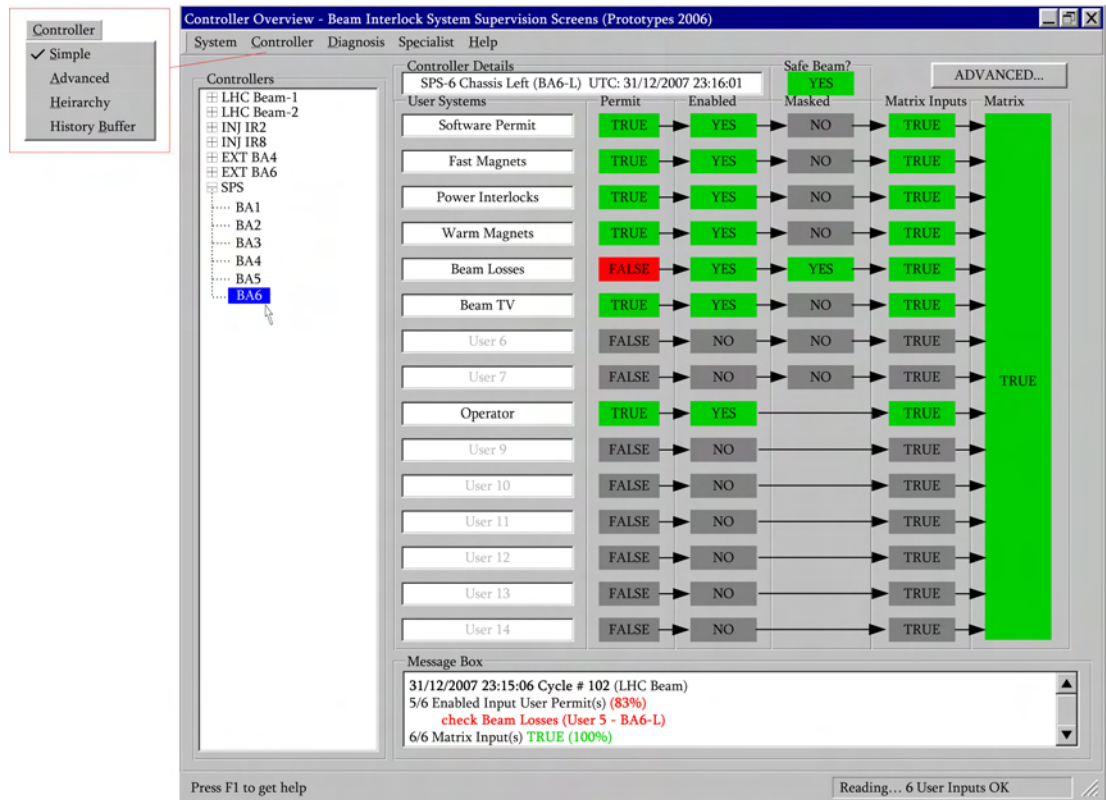 Controller
Simple
Advanced
Heirarchy
History Buffer
Controller Overview - Beam Interlock System Supervision Screens (Prototypes 2006)
System Controller Diagnosis Specialist Help
Controllers
LHC Beam-1
LHC Beam-2
INJ IR2
INJ IR8
EXT BA4
EXT BA6
SPS
BA1
BA2
BA3
BA4
BA5
BA6
Controller Details
SPS-6 Chassis Left (BA6-L) UTC: 31/12/2007 23:16:01
Safe Beam?
YES
ADVANCED...
User Systems Permit Enabled Masked Matrix Inputs Matrix
Software Permit TRUE YES NO TRUE
Fast Magnets TRUE YES NO TRUE
Power Interlocks TRUE YES NO TRUE
Warm Magnets TRUE YES NO TRUE
Beam Losses FALSE YES YES TRUE
Beam TV TRUE YES NO TRUE
User 6 FALSE NO NO TRUE
User 7 FALSE NO NO TRUE TRUE
Operator TRUE YES TRUE
User 9 FALSE NO TRUE
User 10 FALSE NO TRUE
User 11 FALSE NO TRUE
User 12 FALSE NO TRUE
User 13 FALSE NO TRUE
User 14 FALSE NO TRUE
Message Box
31/12/2007 23:15:06 Cycle # 102 (LHC Beam)
5/6 Enabled Input User Permit(s) (83%)
check Beam Losses (User 5 - BA6-L)
6/6 Matrix Input(s) TRUE (100%)
Press F1 to get help Reading... 6 User Inputs OK